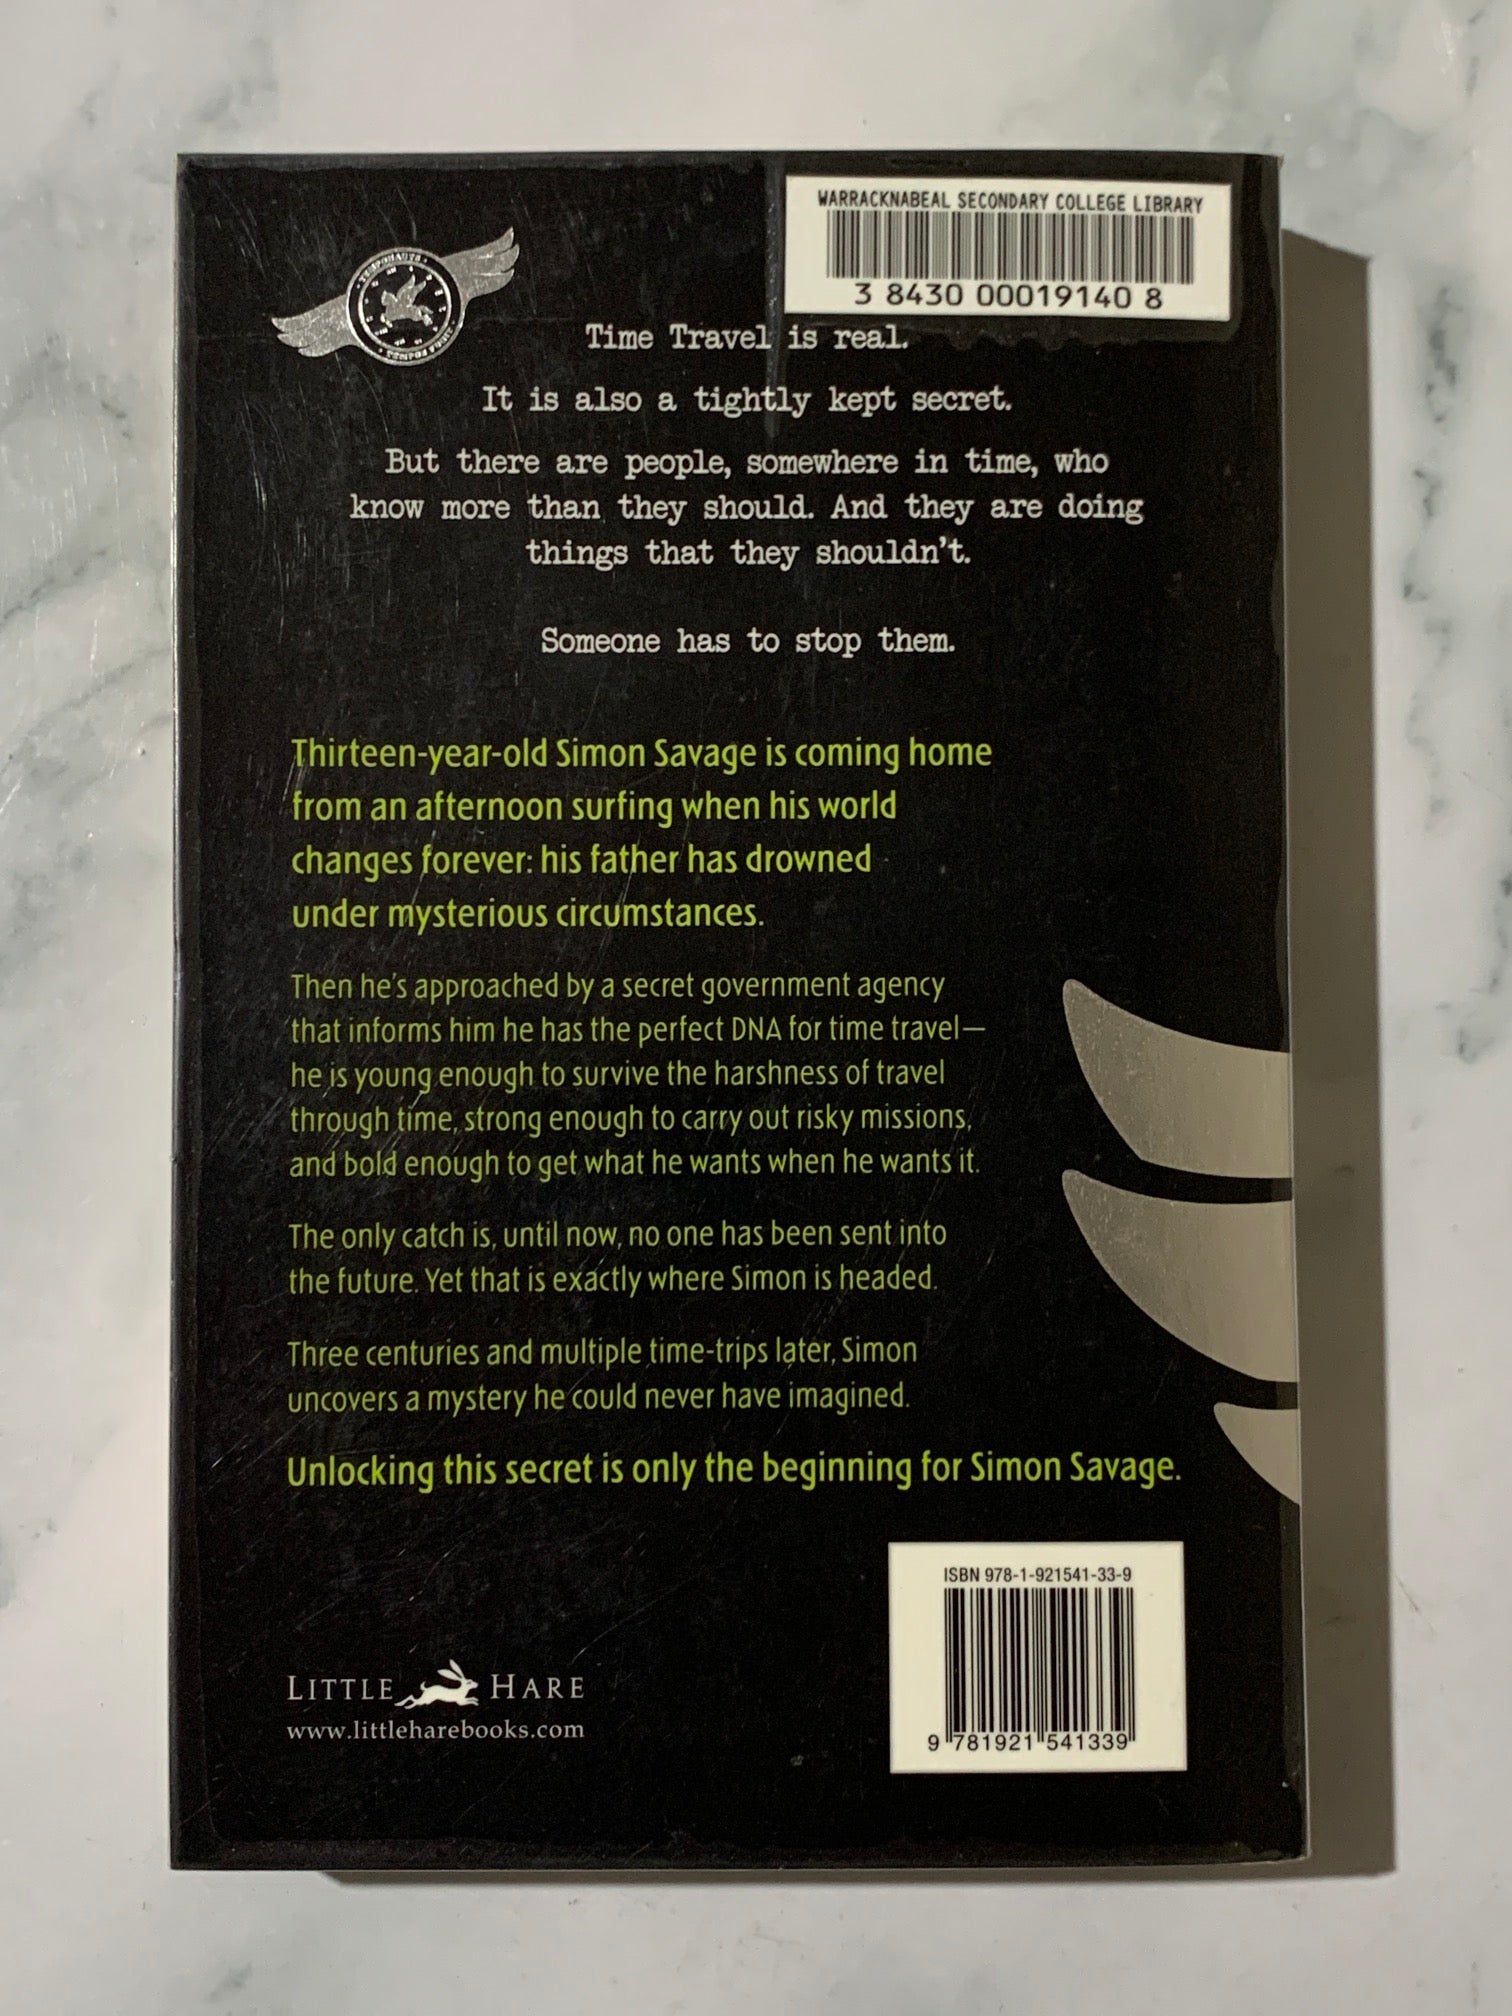 WARRACKNABEAL SECONDARY COLLEGE LIBRARY
3 8430 00019140 8
TEMPONAUTS
Time Travel is real.
It is also a tightly kept secret.
But there are people, somewhere in time, who
know more than they should. And they are doing
things that they shouldn't.
Someone has to stop them.
Thirteen-year-old Simon Savage is coming home
from an afternoon surfing when his world
changes forever: his father has drowned
under mysterious circumstances.
Then he's approached by a secret government agency
that informs him he has the perfect DNA for time travel—
he is young enough to survive the harshness of travel
through time, strong enough to carry out risky missions,
and bold enough to get what he wants when he wants it.
The only catch is, until now, no one has been sent into
the future. Yet that is exactly where Simon is headed.
Three centuries and multiple time-trips later, Simon
uncovers a mystery he could never have imagined.
Unlocking this secret is only the beginning for Simon Savage.
ISBN 978-1-921541-33-9
9 781921 541339
LITTLE HARE
www.littleharebooks.com